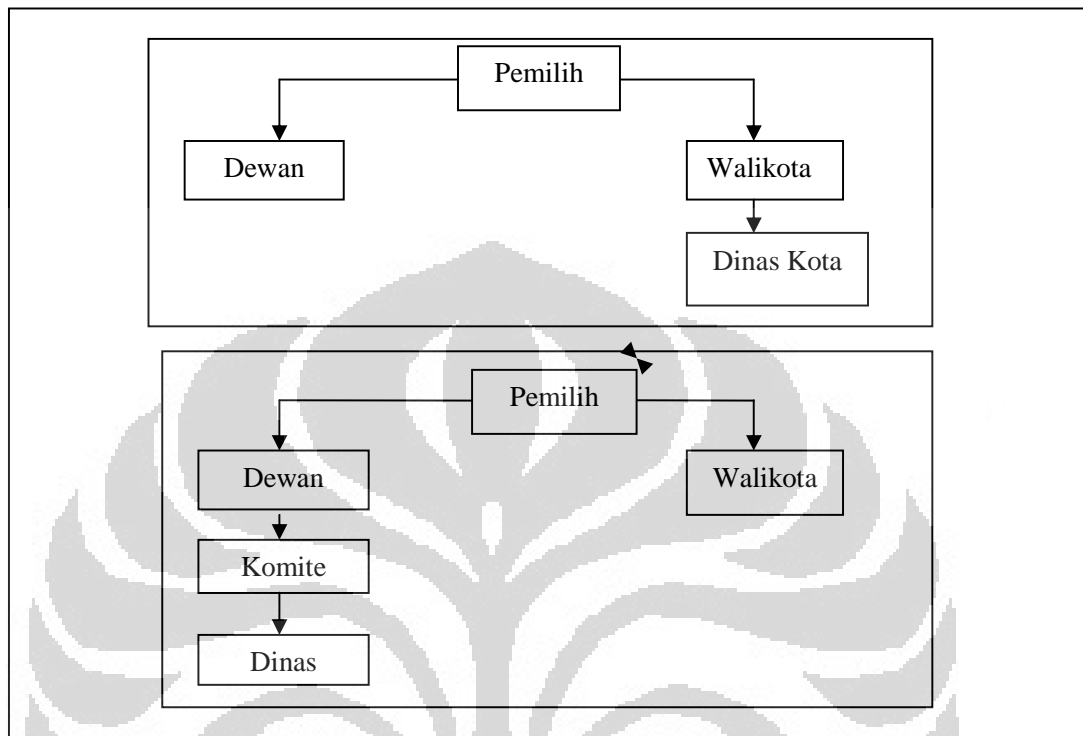 Pemilih
Dewan
Walikota
Dinas Kota
Pemilih
Dewan
Walikota
Komite
Dinas